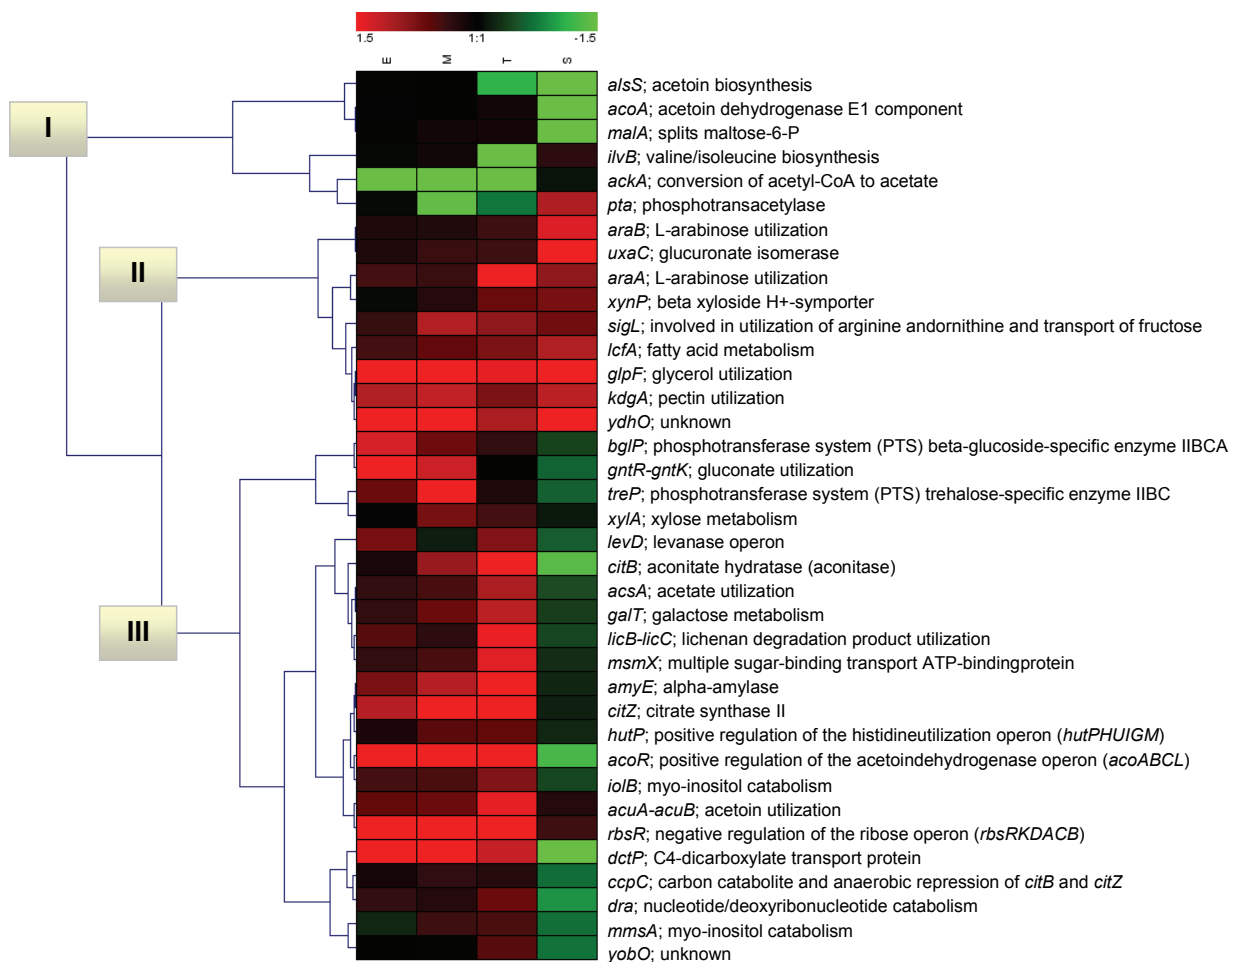 1.5 1:1 -1.5
E M T S
I
II
III
alsS; acetoin biosynthesis
acoA; acetoin dehydrogenase E1 component
malA; splits maltose-6-P
ilvB; valine/isoleucine biosynthesis
ackA; conversion of acetyl-CoA to acetate
pta; phosphotransacetylase
araB; L-arabinose utilization
uxaC; glucuronate isomerase
araA; L-arabinose utilization
xynP; beta xyloside H+-symporter
sigL; involved in utilization of arginine andornithine and transport of fructose
lcfA; fatty acid metabolism
glpF; glycerol utilization
kdgA; pectin utilization
ydhO; unknown
bglP; phosphotransferase system (PTS) beta-glucoside-specific enzyme IIBCA
gntR-gntK; gluconate utilization
treP; phosphotransferase system (PTS) trehalose-specific enzyme IIBC
xylA; xylose metabolism
levD; levanase operon
citB; aconitate hydratase (aconitase)
acsA; acetate utilization
galT; galactose metabolism
licB-licC; lichenan degradation product utilization
msmX; multiple sugar-binding transport ATP-bindingprotein
amyE; alpha-amylase
citZ; citrate synthase II
hutP; positive regulation of the histidineutilization operon (hutPHUIGM)
acoR; positive regulation of the acetoindehydrogenase operon (acoABCL)
iolB; myo-inositol catabolism
acuA-acuB; acetoin utilization
rbsR; negative regulation of the ribose operon (rbsRKDACB)
dctP; C4-dicarboxylate transport protein
ccpC; carbon catabolite and anaerobic repression of citB and citZ
dra; nucleotide/deoxyribonucleotide catabolism
mmsA; myo-inositol catabolism
yobO; unknown